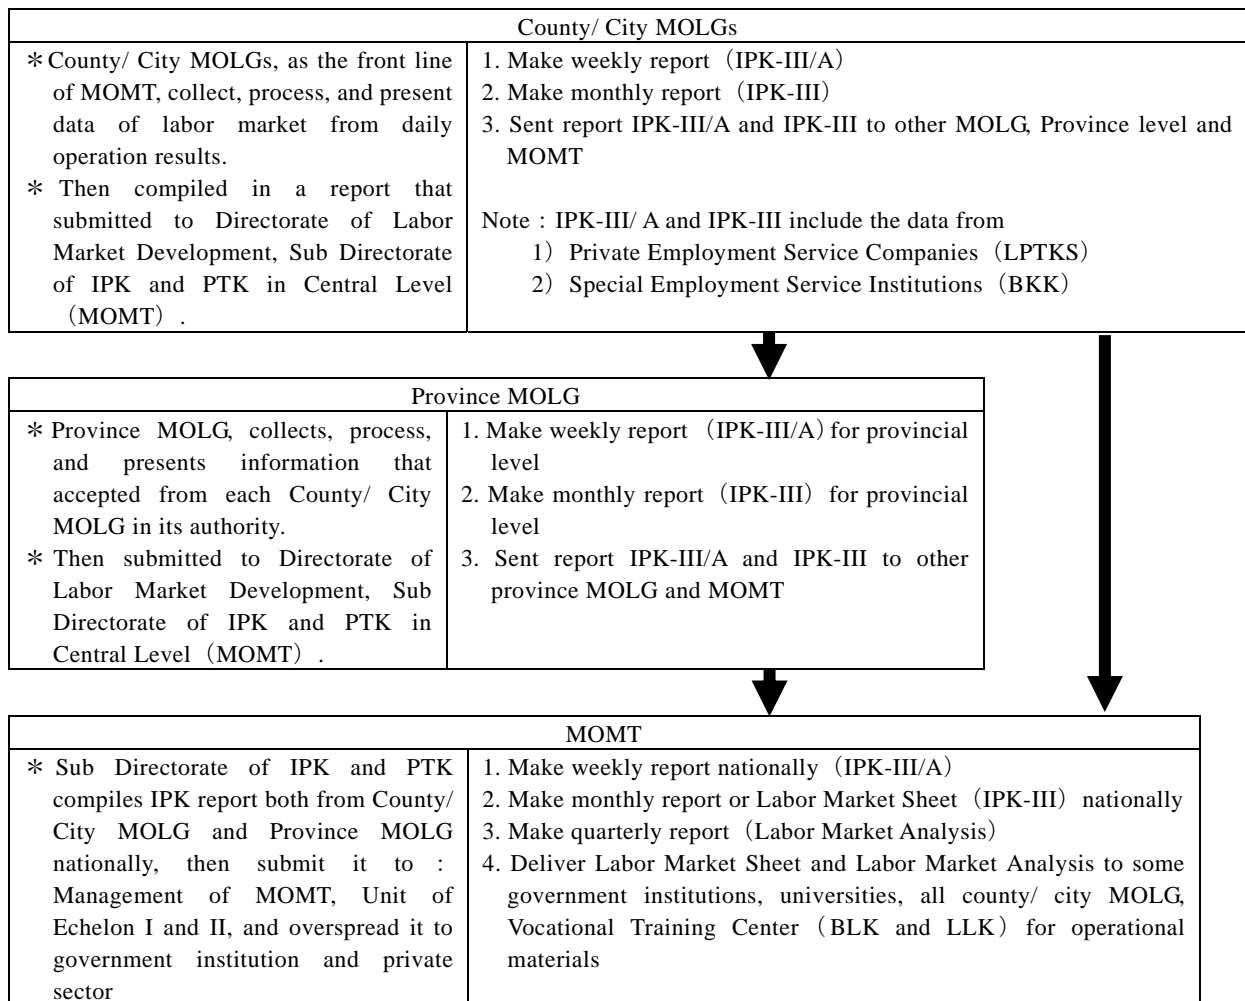 County/ City MOLGs
＊County/ City MOLGs, as the front line
of MOMT, collect, process, and present
data of labor market from daily
operation results.
＊ Then compiled in a report that
submitted to Directorate of Labor
Market Development, Sub Directorate
of IPK and PTK in Central Level
（MOMT）.
1. Make weekly report（IPK-III/A）
2. Make monthly report（IPK-III）
3. Sent report IPK-III/A and IPK-III to other MOLG, Province level and
MOMT
Note：IPK-III/ A and IPK-III include the data from
1）Private Employment Service Companies（LPTKS）
2）Special Employment Service Institutions（BKK）
Province MOLG
＊Province MOLG, collects, process,
and presents information that
accepted from each County/ City
MOLG in its authority.
＊Then submitted to Directorate of
Labor Market Development, Sub
Directorate of IPK and PTK in
Central Level（MOMT）.
1. Make weekly report（IPK-III/A）for provincial
level
2. Make monthly report（IPK-III）for provincial
level
3. Sent report IPK-III/A and IPK-III to other
province MOLG and MOMT
MOMT
＊ Sub Directorate of IPK and PTK
compiles IPK report both from County/
City MOLG and Province MOLG
nationally, then submit it to :
Management of MOMT, Unit of
Echelon I and II, and overspread it to
government institution and private
sector
1. Make weekly report nationally（IPK-III/A）
2. Make monthly report or Labor Market Sheet（IPK-III）nationally
3. Make quarterly report（Labor Market Analysis）
4. Deliver Labor Market Sheet and Labor Market Analysis to some
government institutions, universities, all county/ city MOLG,
Vocational Training Center（BLK and LLK）for operational
materials